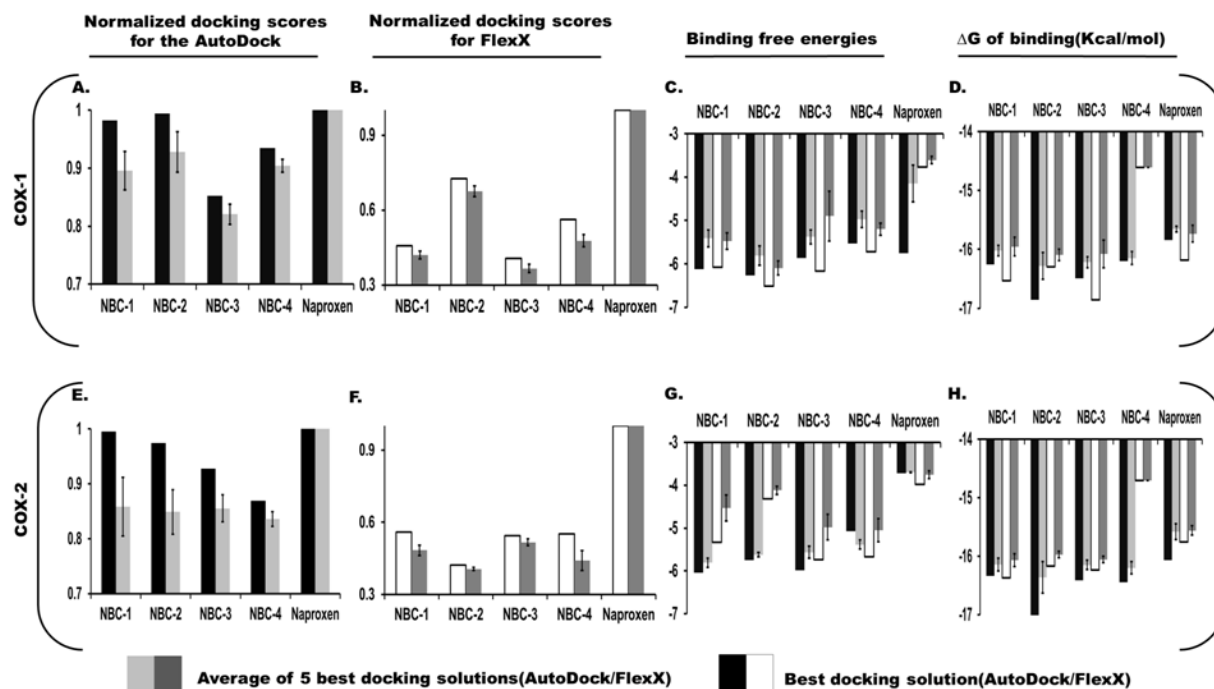 Normalized docking scores
for the AutoDock
Normalized docking scores
for FlexX
Binding free energies
ΔG of binding(Kcal/mol)
COX-1
A.
1
0.9
0.8
0.7
NBC-1 NBC-2 NBC-3 NBC-4 Naproxen
B.
0.9
0.6
0.3
NBC-1 NBC-2 NBC-3 NBC-4 Naproxen
C.
NBC-1 NBC-2 NBC-3 NBC-4 Naproxen
-3
-4
-5
-6
-7
D.
NBC-1 NBC-2 NBC-3 NBC-4 Naproxen
-14
-15
-16
-17
COX-2
E.
1
0.9
0.8
0.7
NBC-1 NBC-2 NBC-3 NBC-4 Naproxen
F.
0.9
0.6
0.3
NBC-1 NBC-2 NBC-3 NBC-4 Naproxen
G.
NBC-1 NBC-2 NBC-3 NBC-4 Naproxen
-3
-4
-5
-6
-7
H.
NBC-1 NBC-2 NBC-3 NBC-4 Naproxen
-14
-15
-16
-17
Average of 5 best docking solutions(AutoDock/FlexX)
Best docking solution(AutoDock/FlexX)